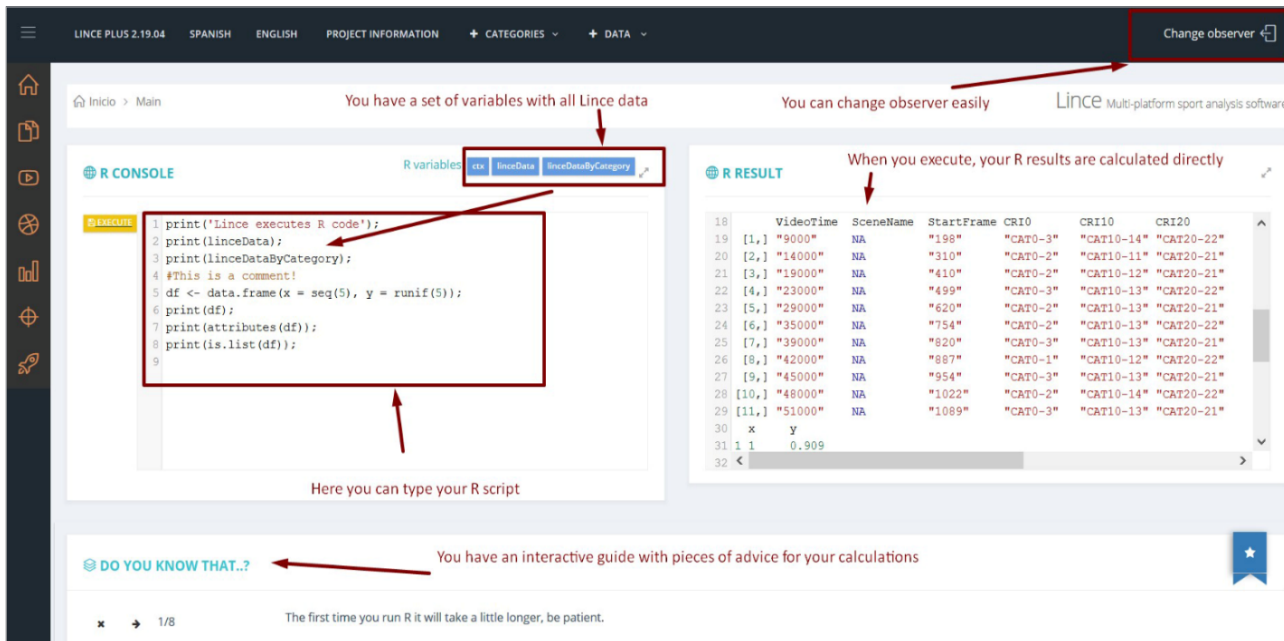 LINCE PLUS 2.19.04 SPANISH ENGLISH PROJECT INFORMATION + CATEGORIES + DATA Change observer
Inicio > Main
You have a set of variables with all Lince data
You can change observer easily
Lince Multi-platform sport analysis software
R CONSOLE
R variables ctx linceData linceDataByCategory
EXECUTE
1 print('Lince executes R code');
2 print(linceData);
3 print(linceDataByCategory);
4 #This is a comment!
5 df <- data.frame(x = seq(5), y = runif(5));
6 print(df);
7 print(attributes(df));
8 print(is.list(df));
9
Here you can type your R script
R RESULT
When you execute, your R results are calculated directly
18 VideoTime SceneName StartFrame CRI0 CRI10 CRI20
19 [1,] "9000" NA "198" "CAT0-3" "CAT10-14" "CAT20-22"
20 [2,] "14000" NA "310" "CAT0-2" "CAT10-11" "CAT20-21"
21 [3,] "19000" NA "410" "CAT0-2" "CAT10-12" "CAT20-21"
22 [4,] "23000" NA "499" "CAT0-3" "CAT10-13" "CAT20-22"
23 [5,] "29000" NA "620" "CAT0-2" "CAT10-13" "CAT20-21"
24 [6,] "35000" NA "754" "CAT0-2" "CAT10-13" "CAT20-22"
25 [7,] "39000" NA "820" "CAT0-3" "CAT10-13" "CAT20-21"
26 [8,] "42000" NA "887" "CAT0-1" "CAT10-12" "CAT20-22"
27 [9,] "45000" NA "954" "CAT0-3" "CAT10-13" "CAT20-21"
28 [10,] "48000" NA "1022" "CAT0-2" "CAT10-14" "CAT20-22"
29 [11,] "51000" NA "1089" "CAT0-3" "CAT10-13" "CAT20-21"
30 x y
31 1 1 0.909
32
DO YOU KNOW THAT..?
You have an interactive guide with pieces of advice for your calculations
1/8 The first time you run R it will take a little longer, be patient.